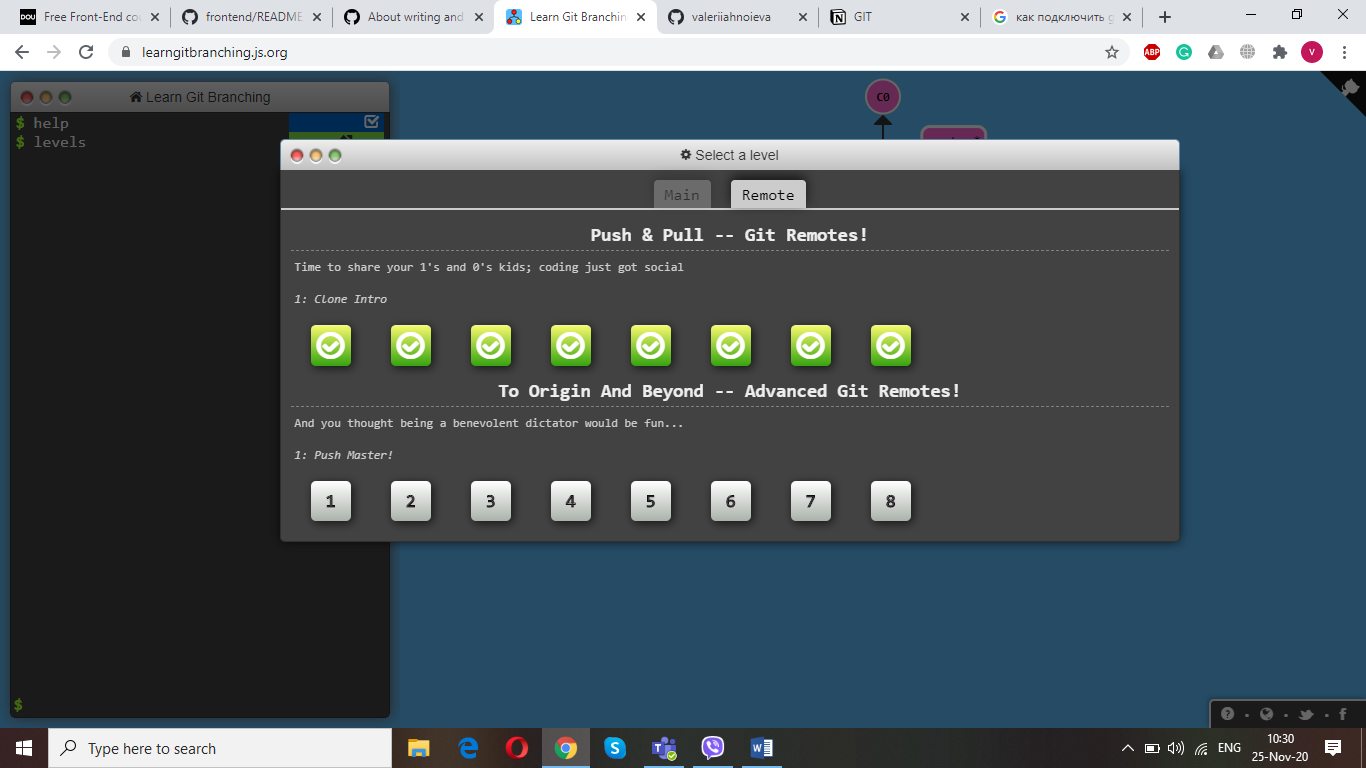 DOU Free Front-End co
frontend/README
About writing and
Learn Git Branchin
valeriiahnoieva
GIT
как подключить g
learngitbranching.js.org
ABP
V
Learn Git Branching
$ help
$ levels
C0
Select a level
Main
Remote
Push & Pull -- Git Remotes!
Time to share your 1's and 0's kids; coding just got social
1: Clone Intro
To Origin And Beyond -- Advanced Git Remotes!
And you thought being a benevolent dictator would be fun...
1: Push Master!
1 2 3 4 5 6 7 8
$
Type here to search
ENG
10:30
25-Nov-20